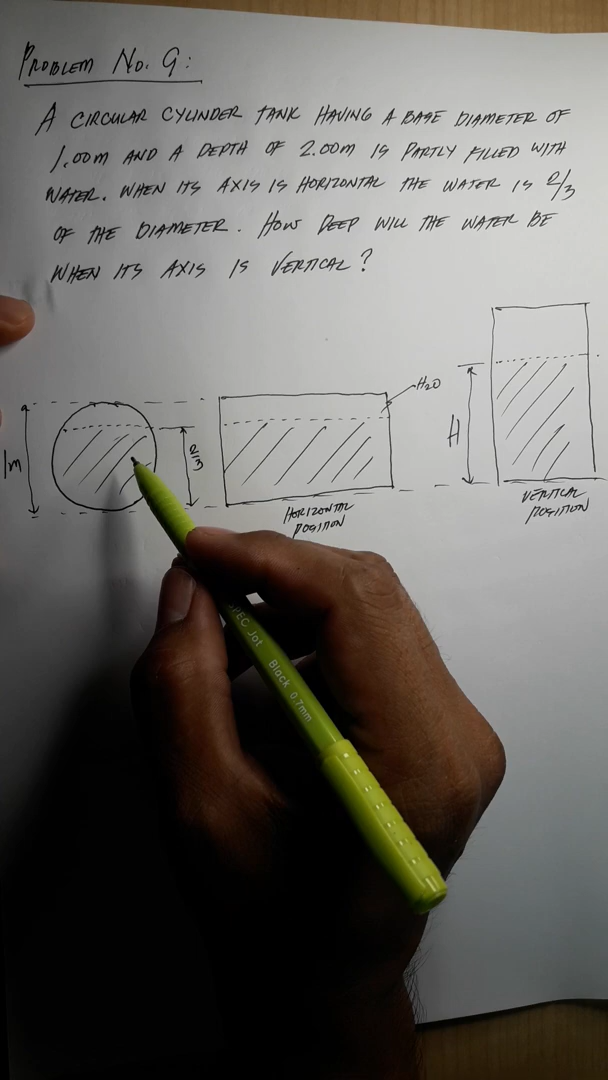 PROBLEM NO. 9:
A CIRCULAR CYLINDER TANK HAVING A BASE DIAMETER OF
1.00M AND A DEPTH OF 2.00M IS PARTLY FILLED WITH
WATER. WHEN ITS AXIS IS HORIZONTAL THE WATER IS 2/3
OF THE DIAMETER. HOW DEEP WILL THE WATER BE
WHEN ITS AXIS IS VERTICAL?
H2O
1m
2/3
H
HORIZONTAL
POSITION
VERTICAL
POSITION
SPEC Jot Black 0.7mm